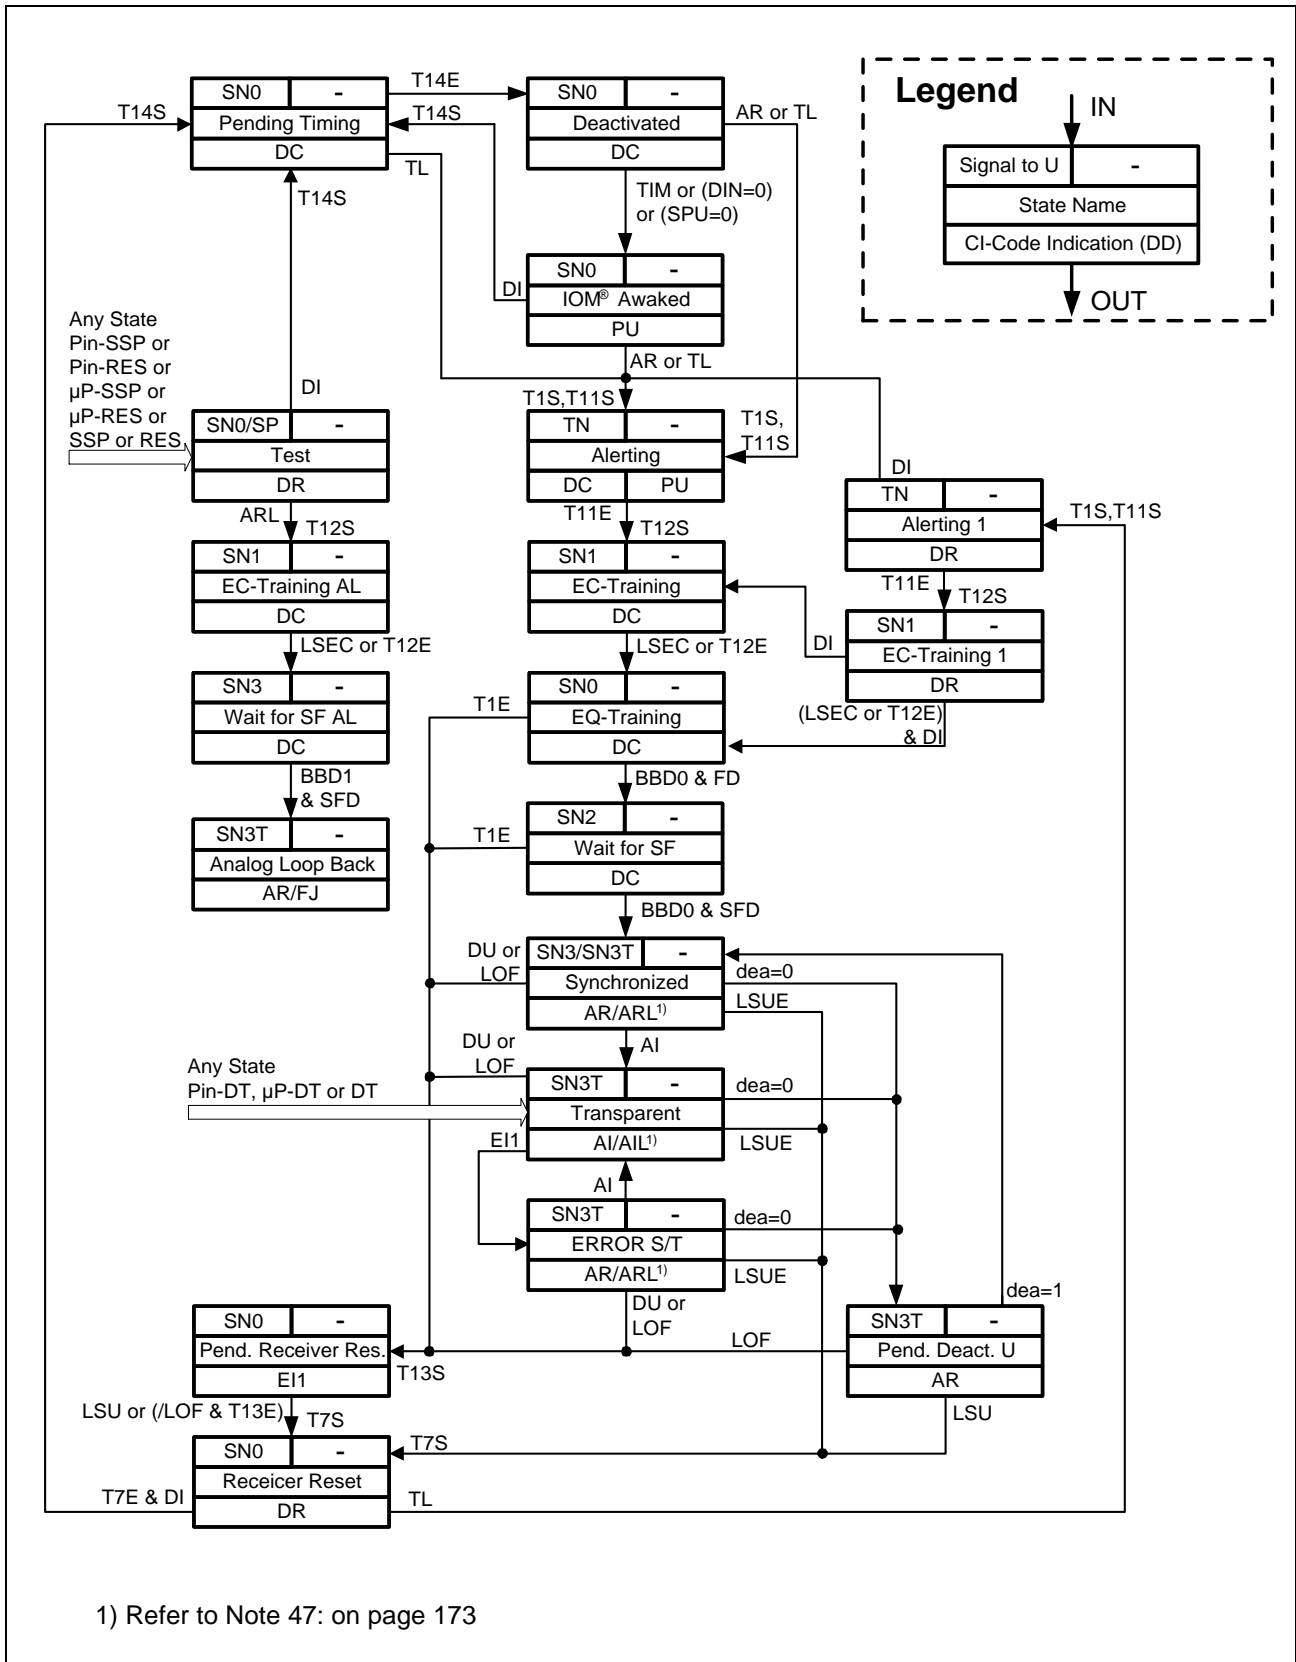 SN0 -
Pending Timing
DC
T14E
T14S
T14S
TL
T14S
SN0 -
Deactivated
DC
AR or TL
TIM or (DIN=0)
or (SPU=0)
Legend
IN
Signal to U -
State Name
CI-Code Indication (DD)
OUT
SN0 -
IOM® Awaked
PU
DI
AR or TL
Any State
Pin-SSP or
Pin-RES or
µP-SSP or
µP-RES or
SSP or RES
DI
SN0/SP -
Test
DR
ARL
T12S
T1S,T11S
TN -
Alerting
DC PU
T1S,
T11S
T11E
T12S
DI
TN -
Alerting 1
DR
T1S,T11S
T11E
T12S
SN1 -
EC-Training AL
DC
LSEC or T12E
SN1 -
EC-Training
DC
LSEC or T12E
DI
SN1 -
EC-Training 1
DR
(LSEC or T12E)
& DI
SN3 -
Wait for SF AL
DC
BBD1
& SFD
T1E
SN0 -
EQ-Training
DC
BBD0 & FD
SN3T -
Analog Loop Back
AR/FJ
T1E
SN2 -
Wait for SF
DC
BBD0 & SFD
DU or
LOF
SN3/SN3T -
Synchronized
AR/ARL1)
dea=0
LSUE
AI
DU or
LOF
Any State
Pin-DT, µP-DT or DT
SN3T -
Transparent
AI/AIL1)
dea=0
LSUE
EI1
AI
SN3T -
ERROR S/T
AR/ARL1)
dea=0
LSUE
DU or
LOF
dea=1
SN0 -
Pend. Receiver Res.
EI1
T13S
LOF
SN3T -
Pend. Deact. U
AR
LSU
LSU or (/LOF & T13E)
T7S
SN0 -
Receicer Reset
DR
T7S
T7E & DI
TL
1) Refer to Note 47: on page 173